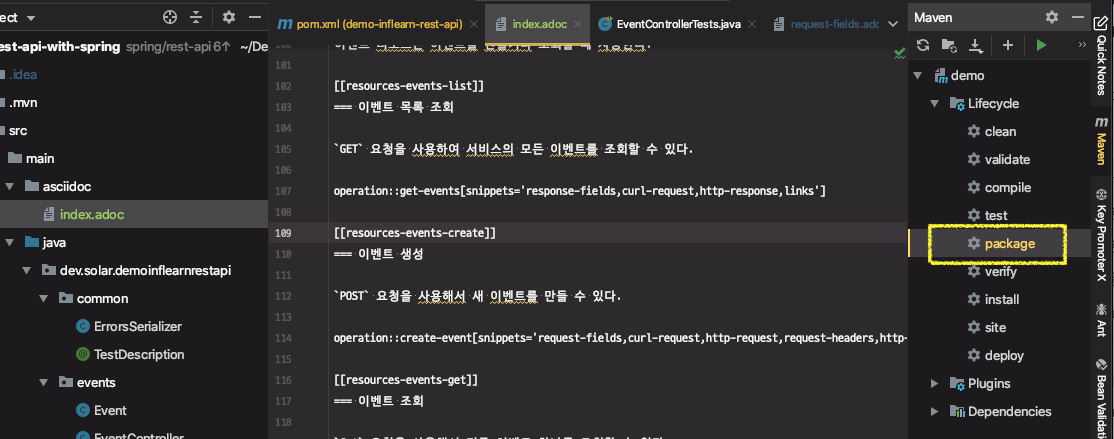 ect
est-api-with-spring spring/rest-api 6↑ ~/De
.idea
.mvn
src
main
asciidoc
index.adoc
java
dev.solar.demoinflearnrestapi
common
ErrorsSerializer
TestDescription
events
Event
EventController
pom.xml (demo-inflearn-rest-api)
index.adoc
EventControllerTests.java
request-fields.adoc
101
102 [[resources-events-list]]
103 === 이벤트 목록 조회
104
105 `GET` 요청을 사용하여 서비스의 모든 이벤트를 조회할 수 있다.
106
107 operation::get-events[snippets='response-fields,curl-request,http-response,links']
108
109 [[resources-events-create]]
110 === 이벤트 생성
111
112 `POST` 요청을 사용해서 새 이벤트를 만들 수 있다.
113
114 operation::create-event[snippets='request-fields,curl-request,http-request,request-headers,http-
115
116 [[resources-events-get]]
117 === 이벤트 조회
118
Maven
demo
Lifecycle
clean
validate
compile
test
package
verify
install
site
deploy
Plugins
Dependencies
Quick Notes
m Maven
Key Promoter X
Ant
Bean Validati